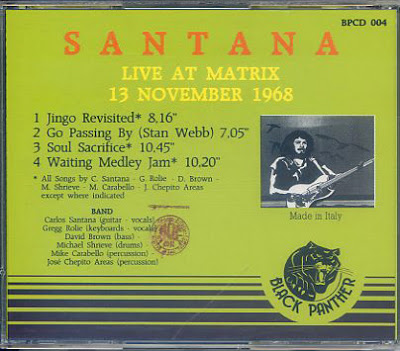 BPCD 004
SANTANA
LIVE AT MATRIX
13 NOVEMBER 1968
1 Jingo Revisited* 8,16"
2 Go Passing By (Stan Webb) 7,05"
3 Soul Sacrifice* 10.45"
4 Waiting Medley Jam* 10,20"
* All Songs by C. Santana - G. Rolie - D. Brown -
M. Shrieve - M. Carabello - J. Chepito Areas
except where indicated
Made in Italy
BAND
Carlos Santana (guitar - vocals)
Gregg Rolie (keyboards - vocals)
David Brown (bass) -
Michael Shrieve (drums)
Mike Carabello (percussion) -
José Chepito Areas (percussion)
BLACK PANTHER